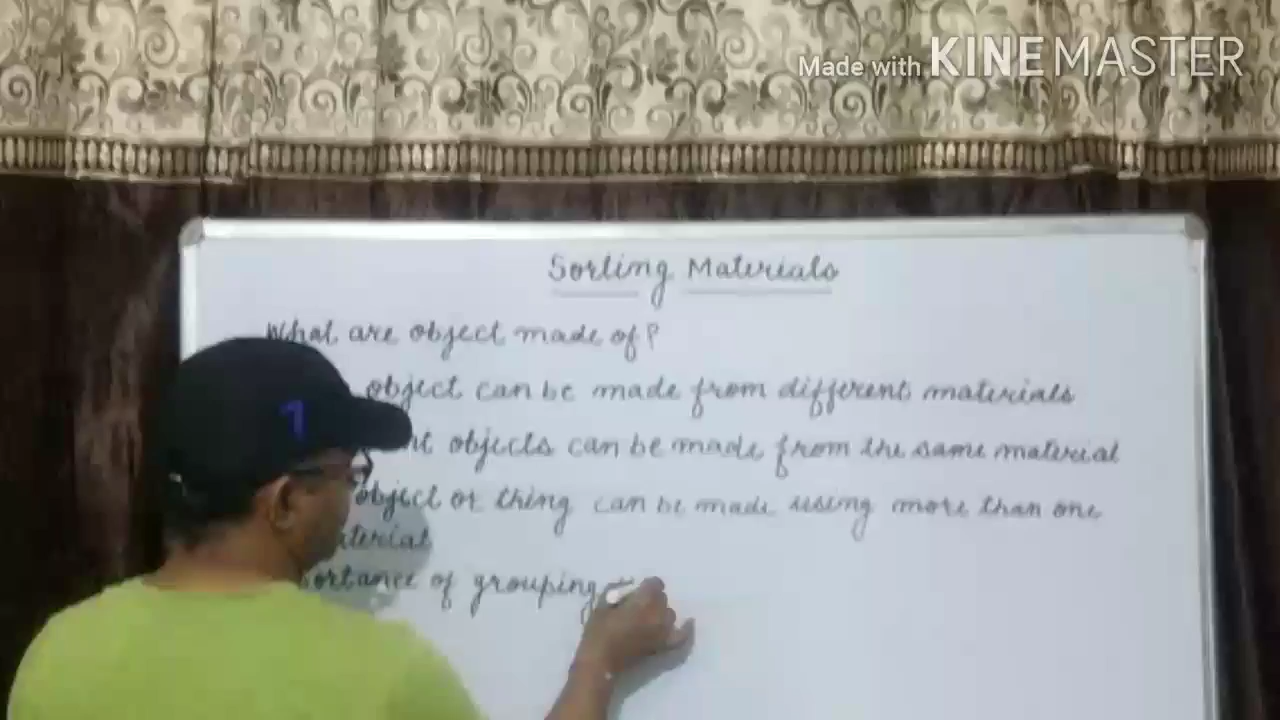 Made with KINEMASTER
Sorting Materials
What are object made of?
object can be made from different materials
objects can be made from the same material
object or thing can be made using more than one
of grouping